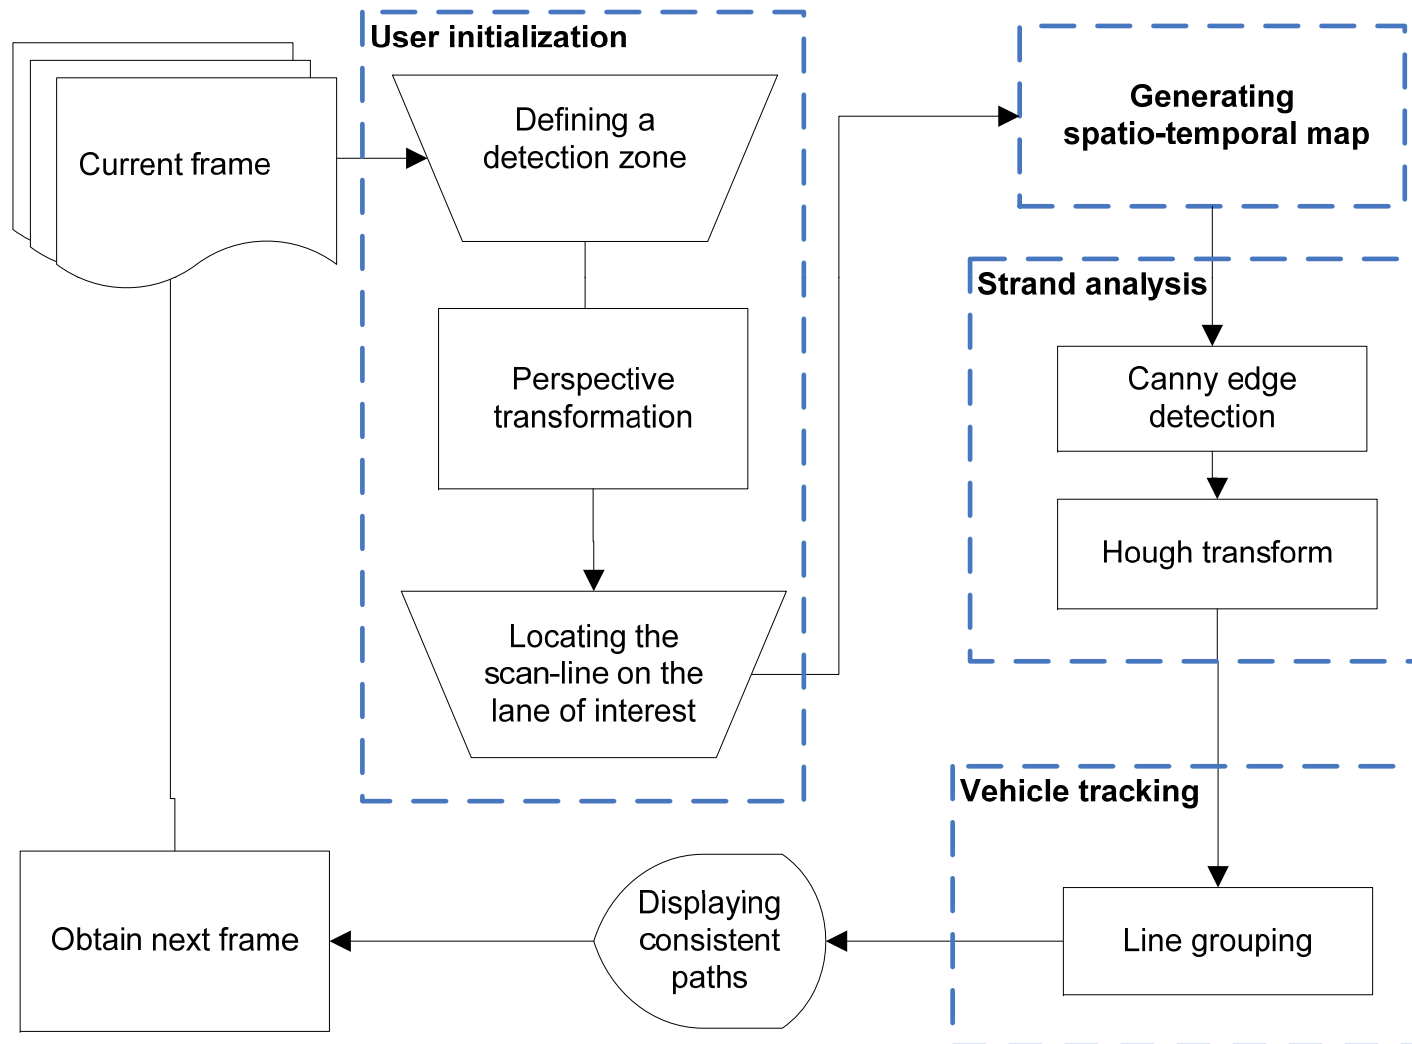 User initialization
Current frame
Defining a
detection zone
Perspective
transformation
Locating the
scan-line on the
lane of interest
Generating
spatio-temporal map
Strand analysis
Canny edge
detection
Hough transform
Vehicle tracking
Line grouping
Displaying
consistent
paths
Obtain next frame